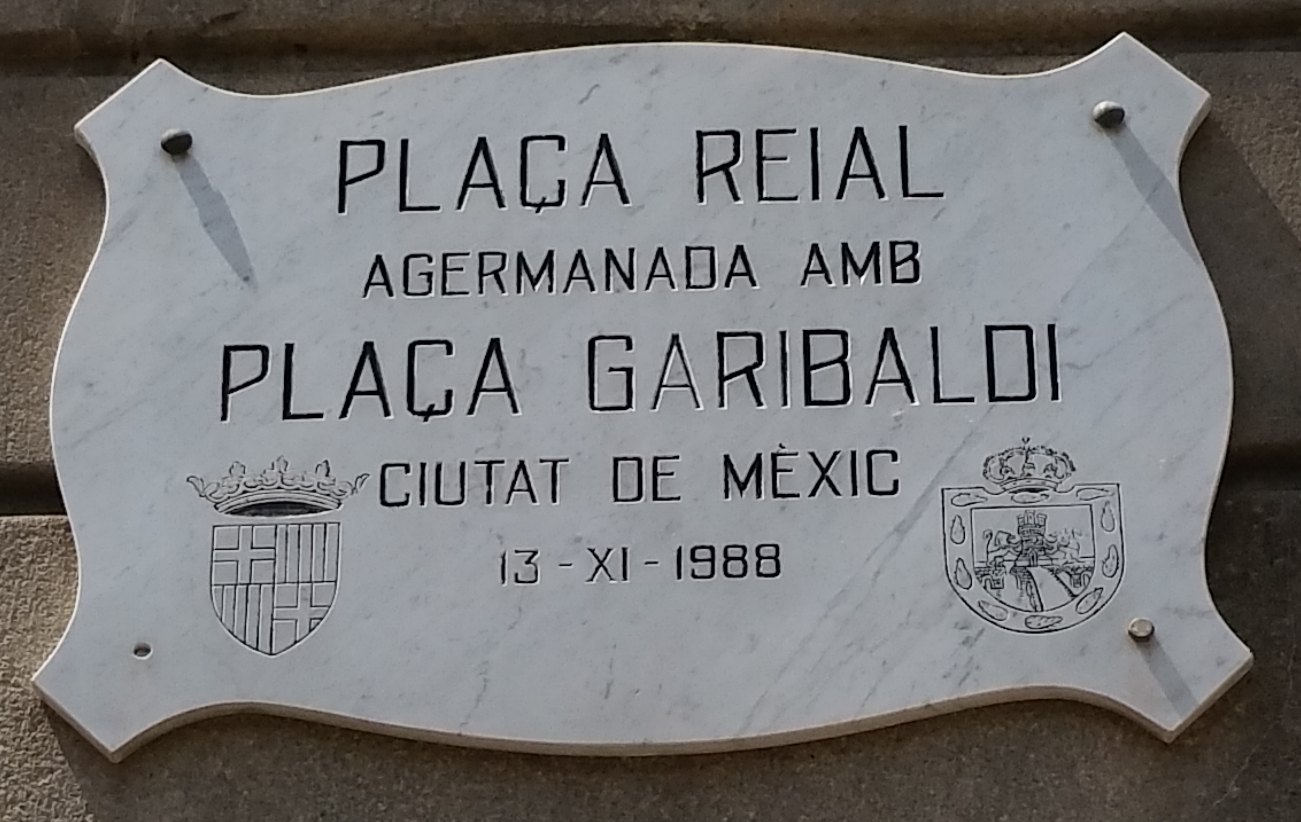 PLAÇA REIAL
AGERMANADA AMB
PLAÇA GARIBALDI
CIUTAT DE MÈXIC
13 - XI - 1988